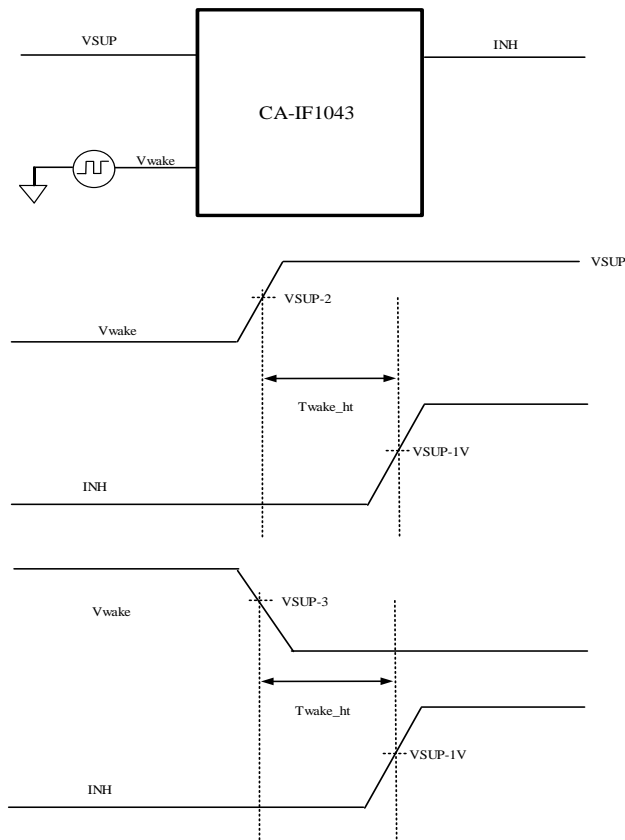 VSUP
INH
CA-IF1043
Vwake
VSUP
VSUP-2
Vwake
Twake_ht
VSUP-1V
INH
VSUP-3
Vwake
Twake_ht
VSUP-1V
INH